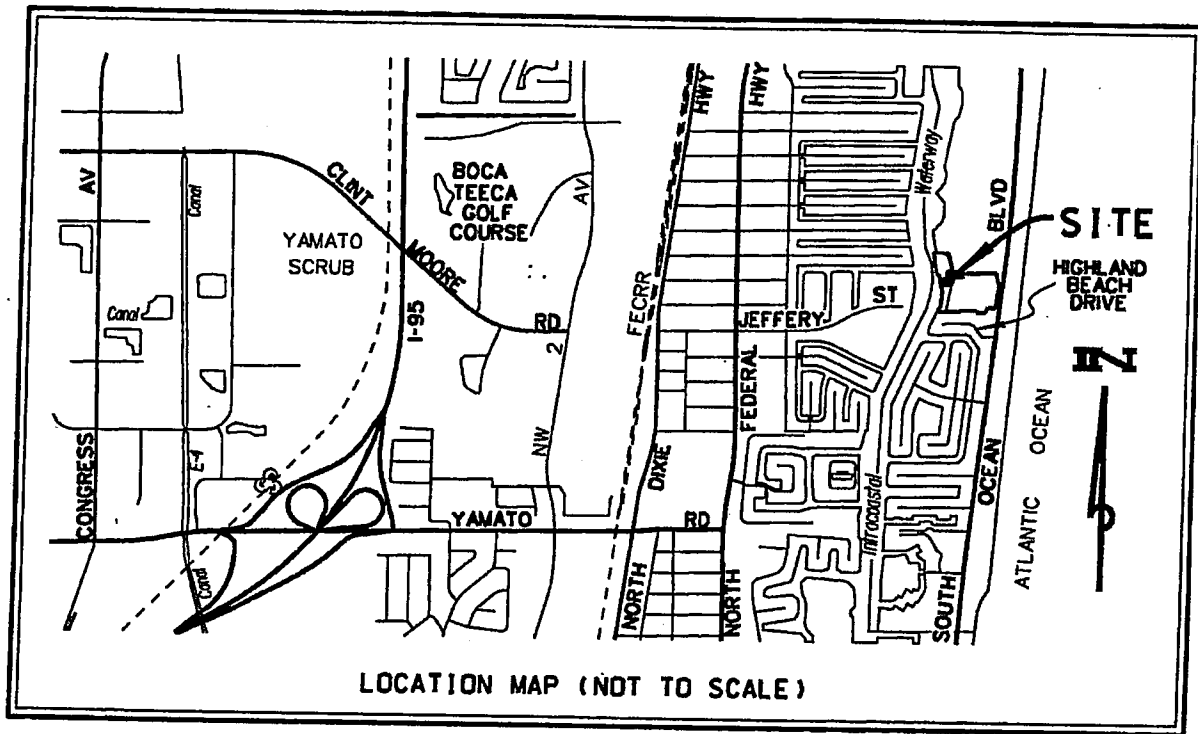 CONGRESS AV
Canal
Canal
E-4
Canal
CLINT MOORE RD
YAMATO
SCRUB
I-95
BOCA
TEECA
GOLF
COURSE
NW 2 AV
YAMATO RD
FECRR
NORTH DIXIE HWY
NORTH FEDERAL HWY
JEFFERY ST
Intracoastal Waterway
SOUTH OCEAN BLVD
SITE
HIGHLAND
BEACH
DRIVE
N
ATLANTIC OCEAN
LOCATION MAP (NOT TO SCALE)